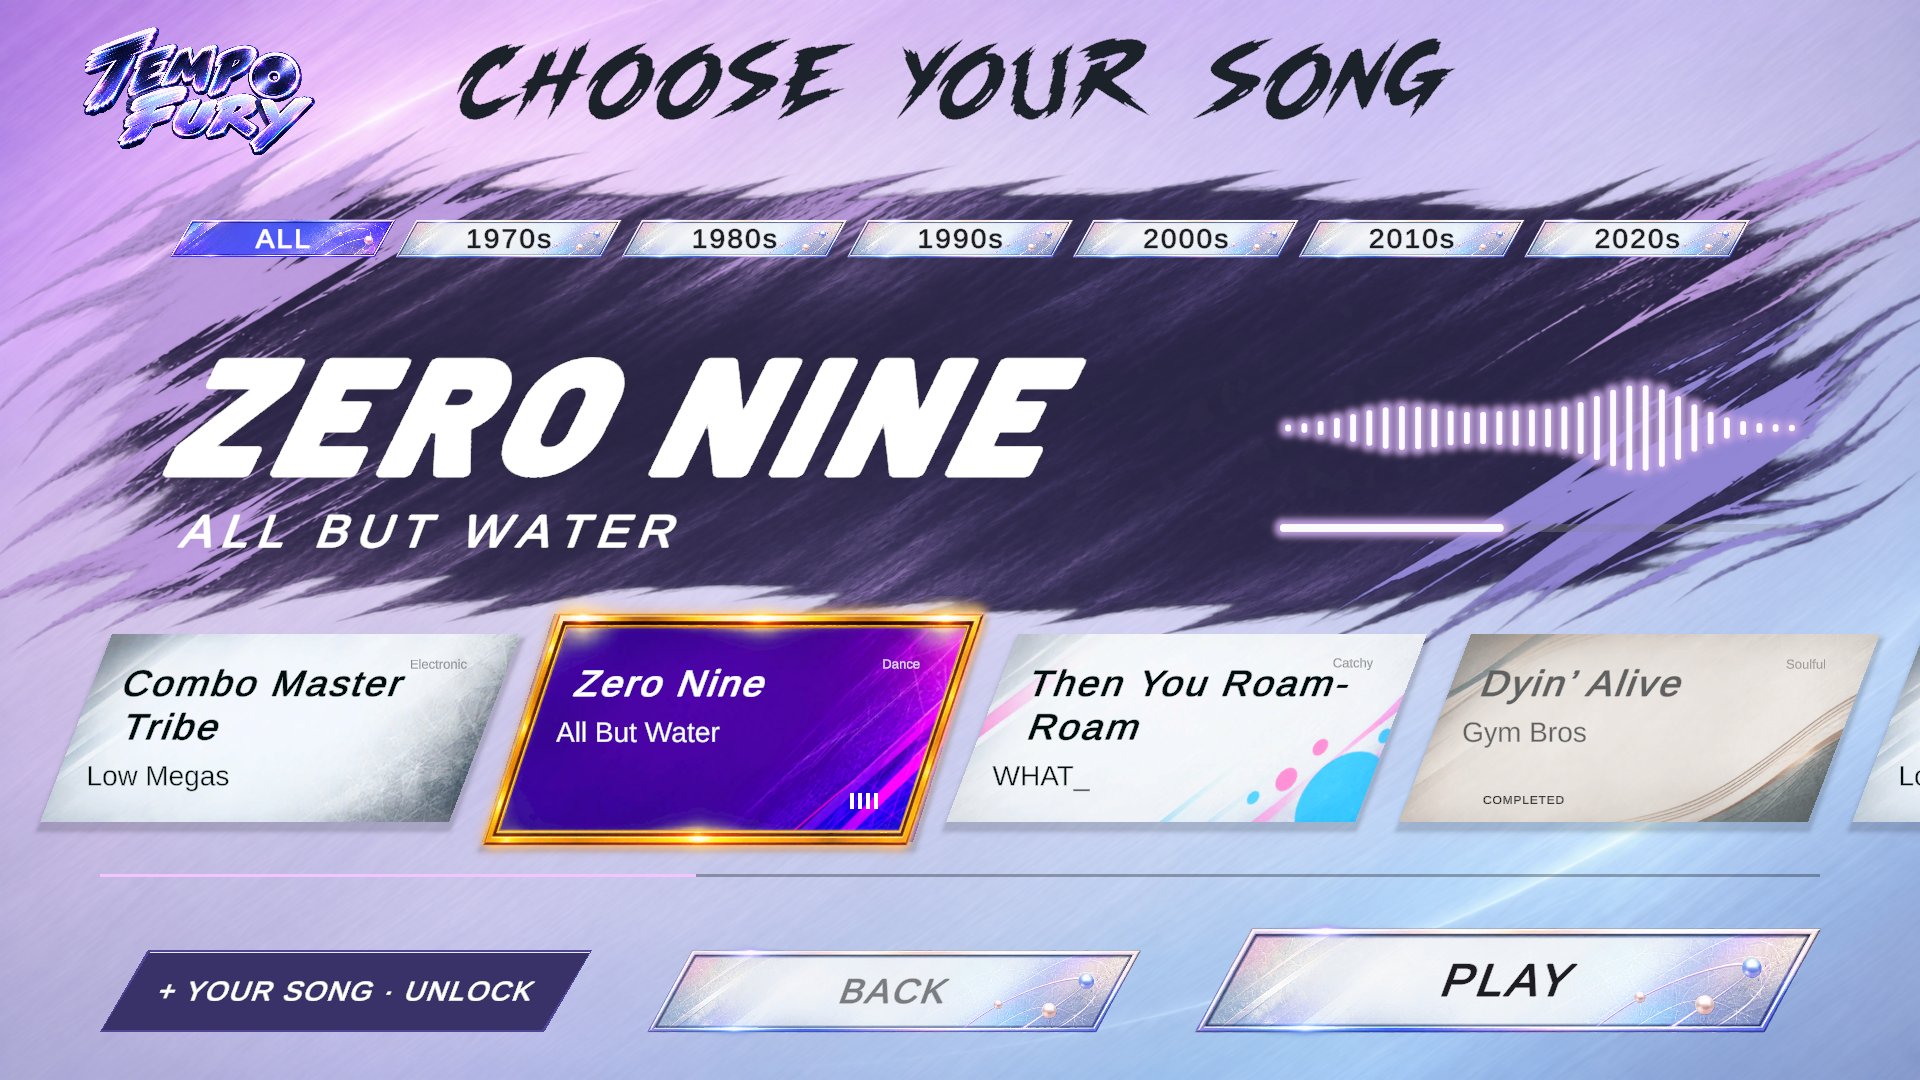 TEMPO
FURY
CHOOSE YOUR SONG
ALL
1970s
1980s
1990s
2000s
2010s
2020s
ZERO NINE
ALL BUT WATER
Electronic
Combo Master
Tribe
Low Megas
Dance
Zero Nine
All But Water
Catchy
Then You Roam-
Roam
WHAT_
Soulful
Dyin’ Alive
Gym Bros
COMPLETED
+ YOUR SONG · UNLOCK
BACK
PLAY